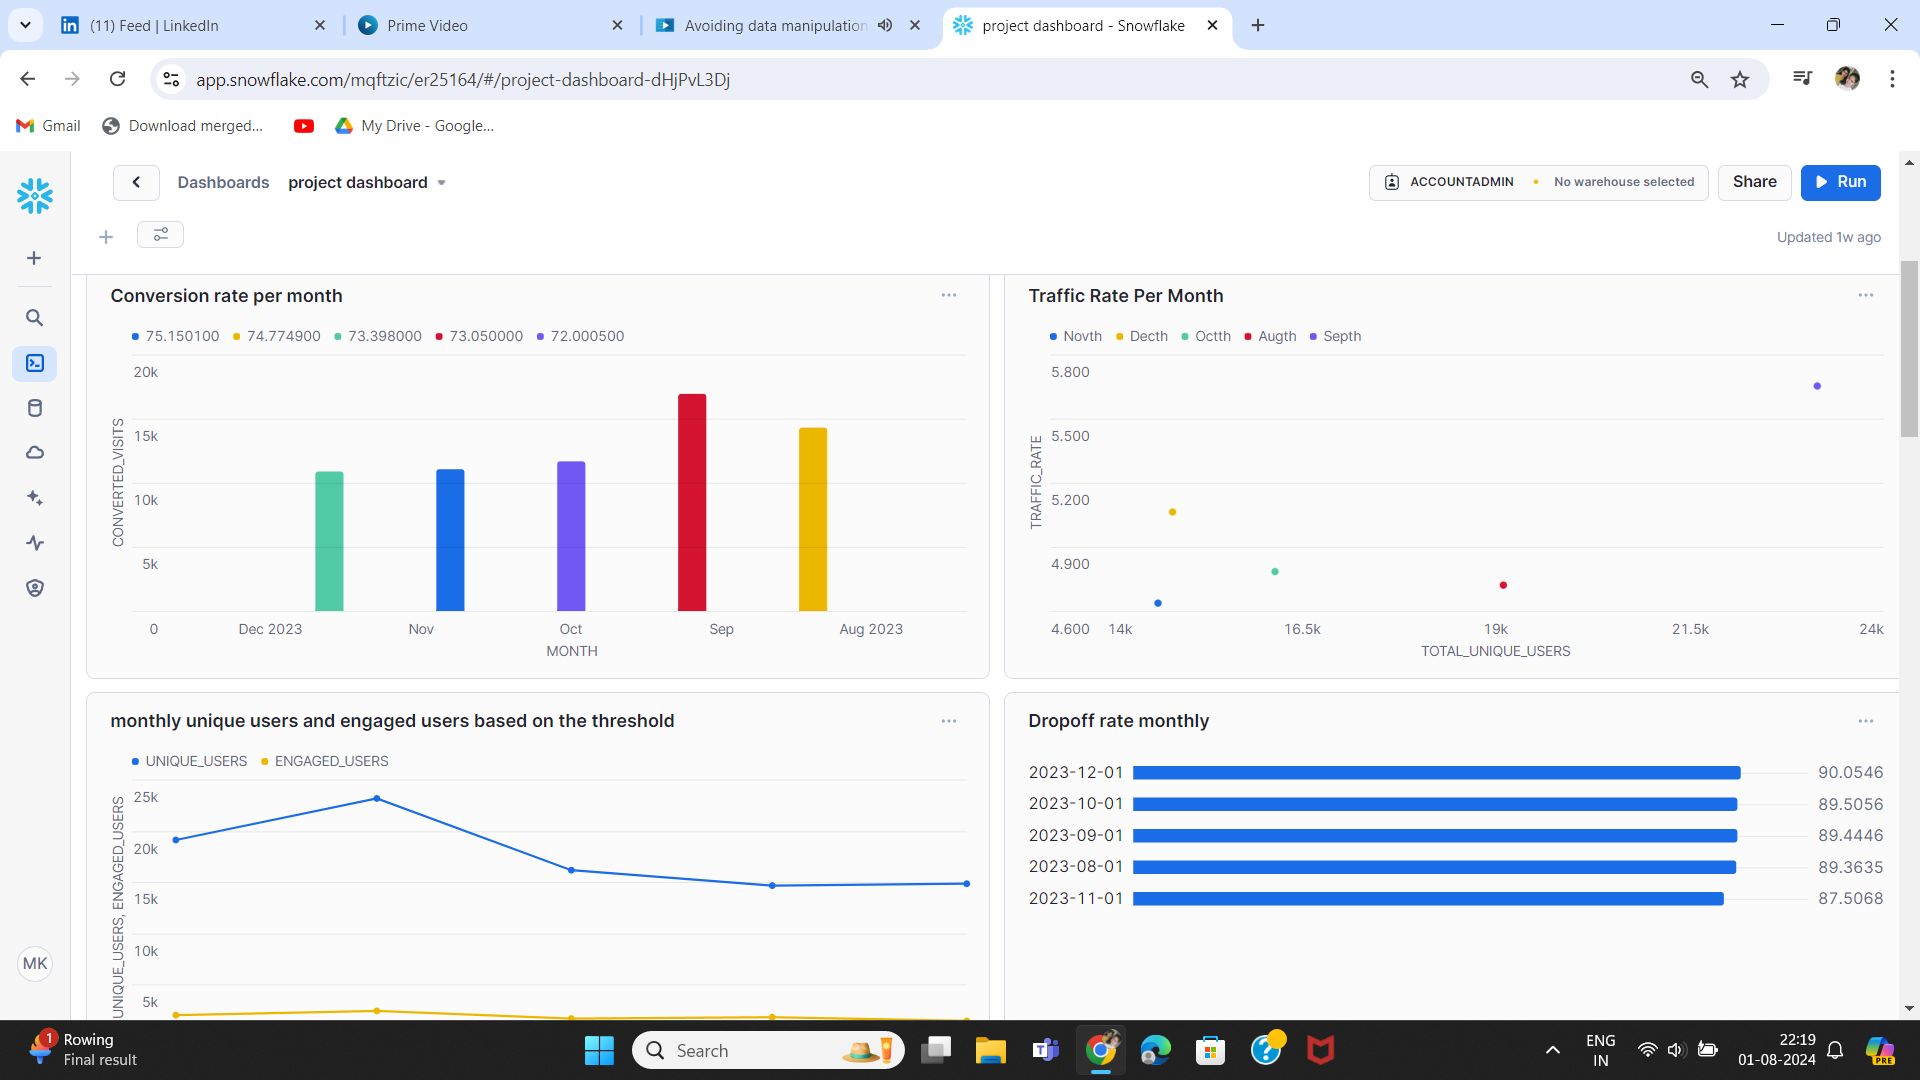 (11) Feed | LinkedIn
Prime Video
Avoiding data manipulation
project dashboard - Snowflake
app.snowflake.com/mqftzic/er25164/#/project-dashboard-dHjPvL3Dj
Gmail
Download merged...
My Drive - Google...
Dashboards
project dashboard
ACCOUNTADMIN
No warehouse selected
Share
Run
Updated 1w ago
Conversion rate per month
75.150100 74.774900 73.398000 73.050000 72.000500
20k
15k
10k
5k
0
CONVERTED_VISITS
Dec 2023 Nov Oct Sep Aug 2023
MONTH
Traffic Rate Per Month
Novth Decth Octth Augth Septh
5.800
5.500
5.200
4.900
4.600
TRAFFIC_RATE
14k 16.5k 19k 21.5k 24k
TOTAL_UNIQUE_USERS
monthly unique users and engaged users based on the threshold
UNIQUE_USERS ENGAGED_USERS
25k
20k
15k
10k
5k
UNIQUE_USERS, ENGAGED_USERS
Dropoff rate monthly
2023-12-01 90.0546
2023-10-01 89.5056
2023-09-01 89.4446
2023-08-01 89.3635
2023-11-01 87.5068
MK
1
Rowing
Final result
Search
ENG
IN
22:19
01-08-2024
PRE